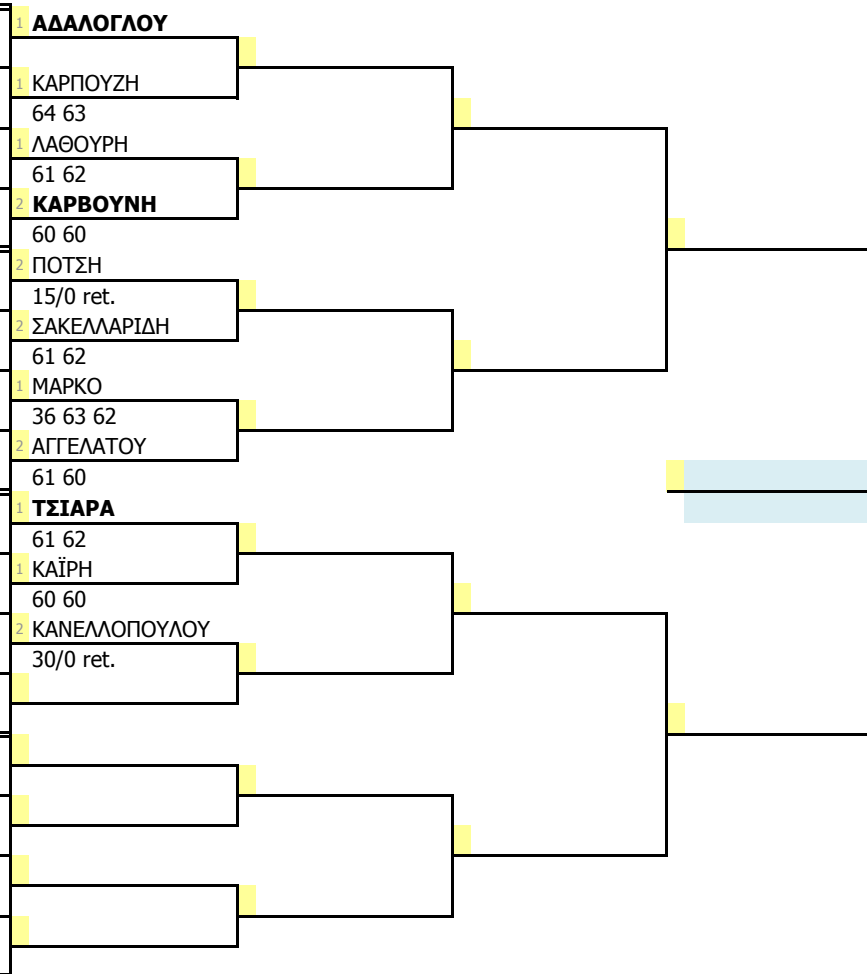 1 ΑΔΑΛΟΓΛΟΥ
1 ΚΑΡΠΟΥΖΗ
64 63
1 ΛΑΘΟΥΡΗ
61 62
2 ΚΑΡΒΟΥΝΗ
60 60
2 ΠΟΤΣΗ
15/0 ret.
2 ΣΑΚΕΛΛΑΡΙΔΗ
61 62
1 ΜΑΡΚΟ
36 63 62
2 ΑΓΓΕΛΑΤΟΥ
61 60
1 ΤΣΙΑΡΑ
61 62
1 ΚΑΪΡΗ
60 60
2 ΚΑΝΕΛΛΟΠΟΥΛΟΥ
30/0 ret.